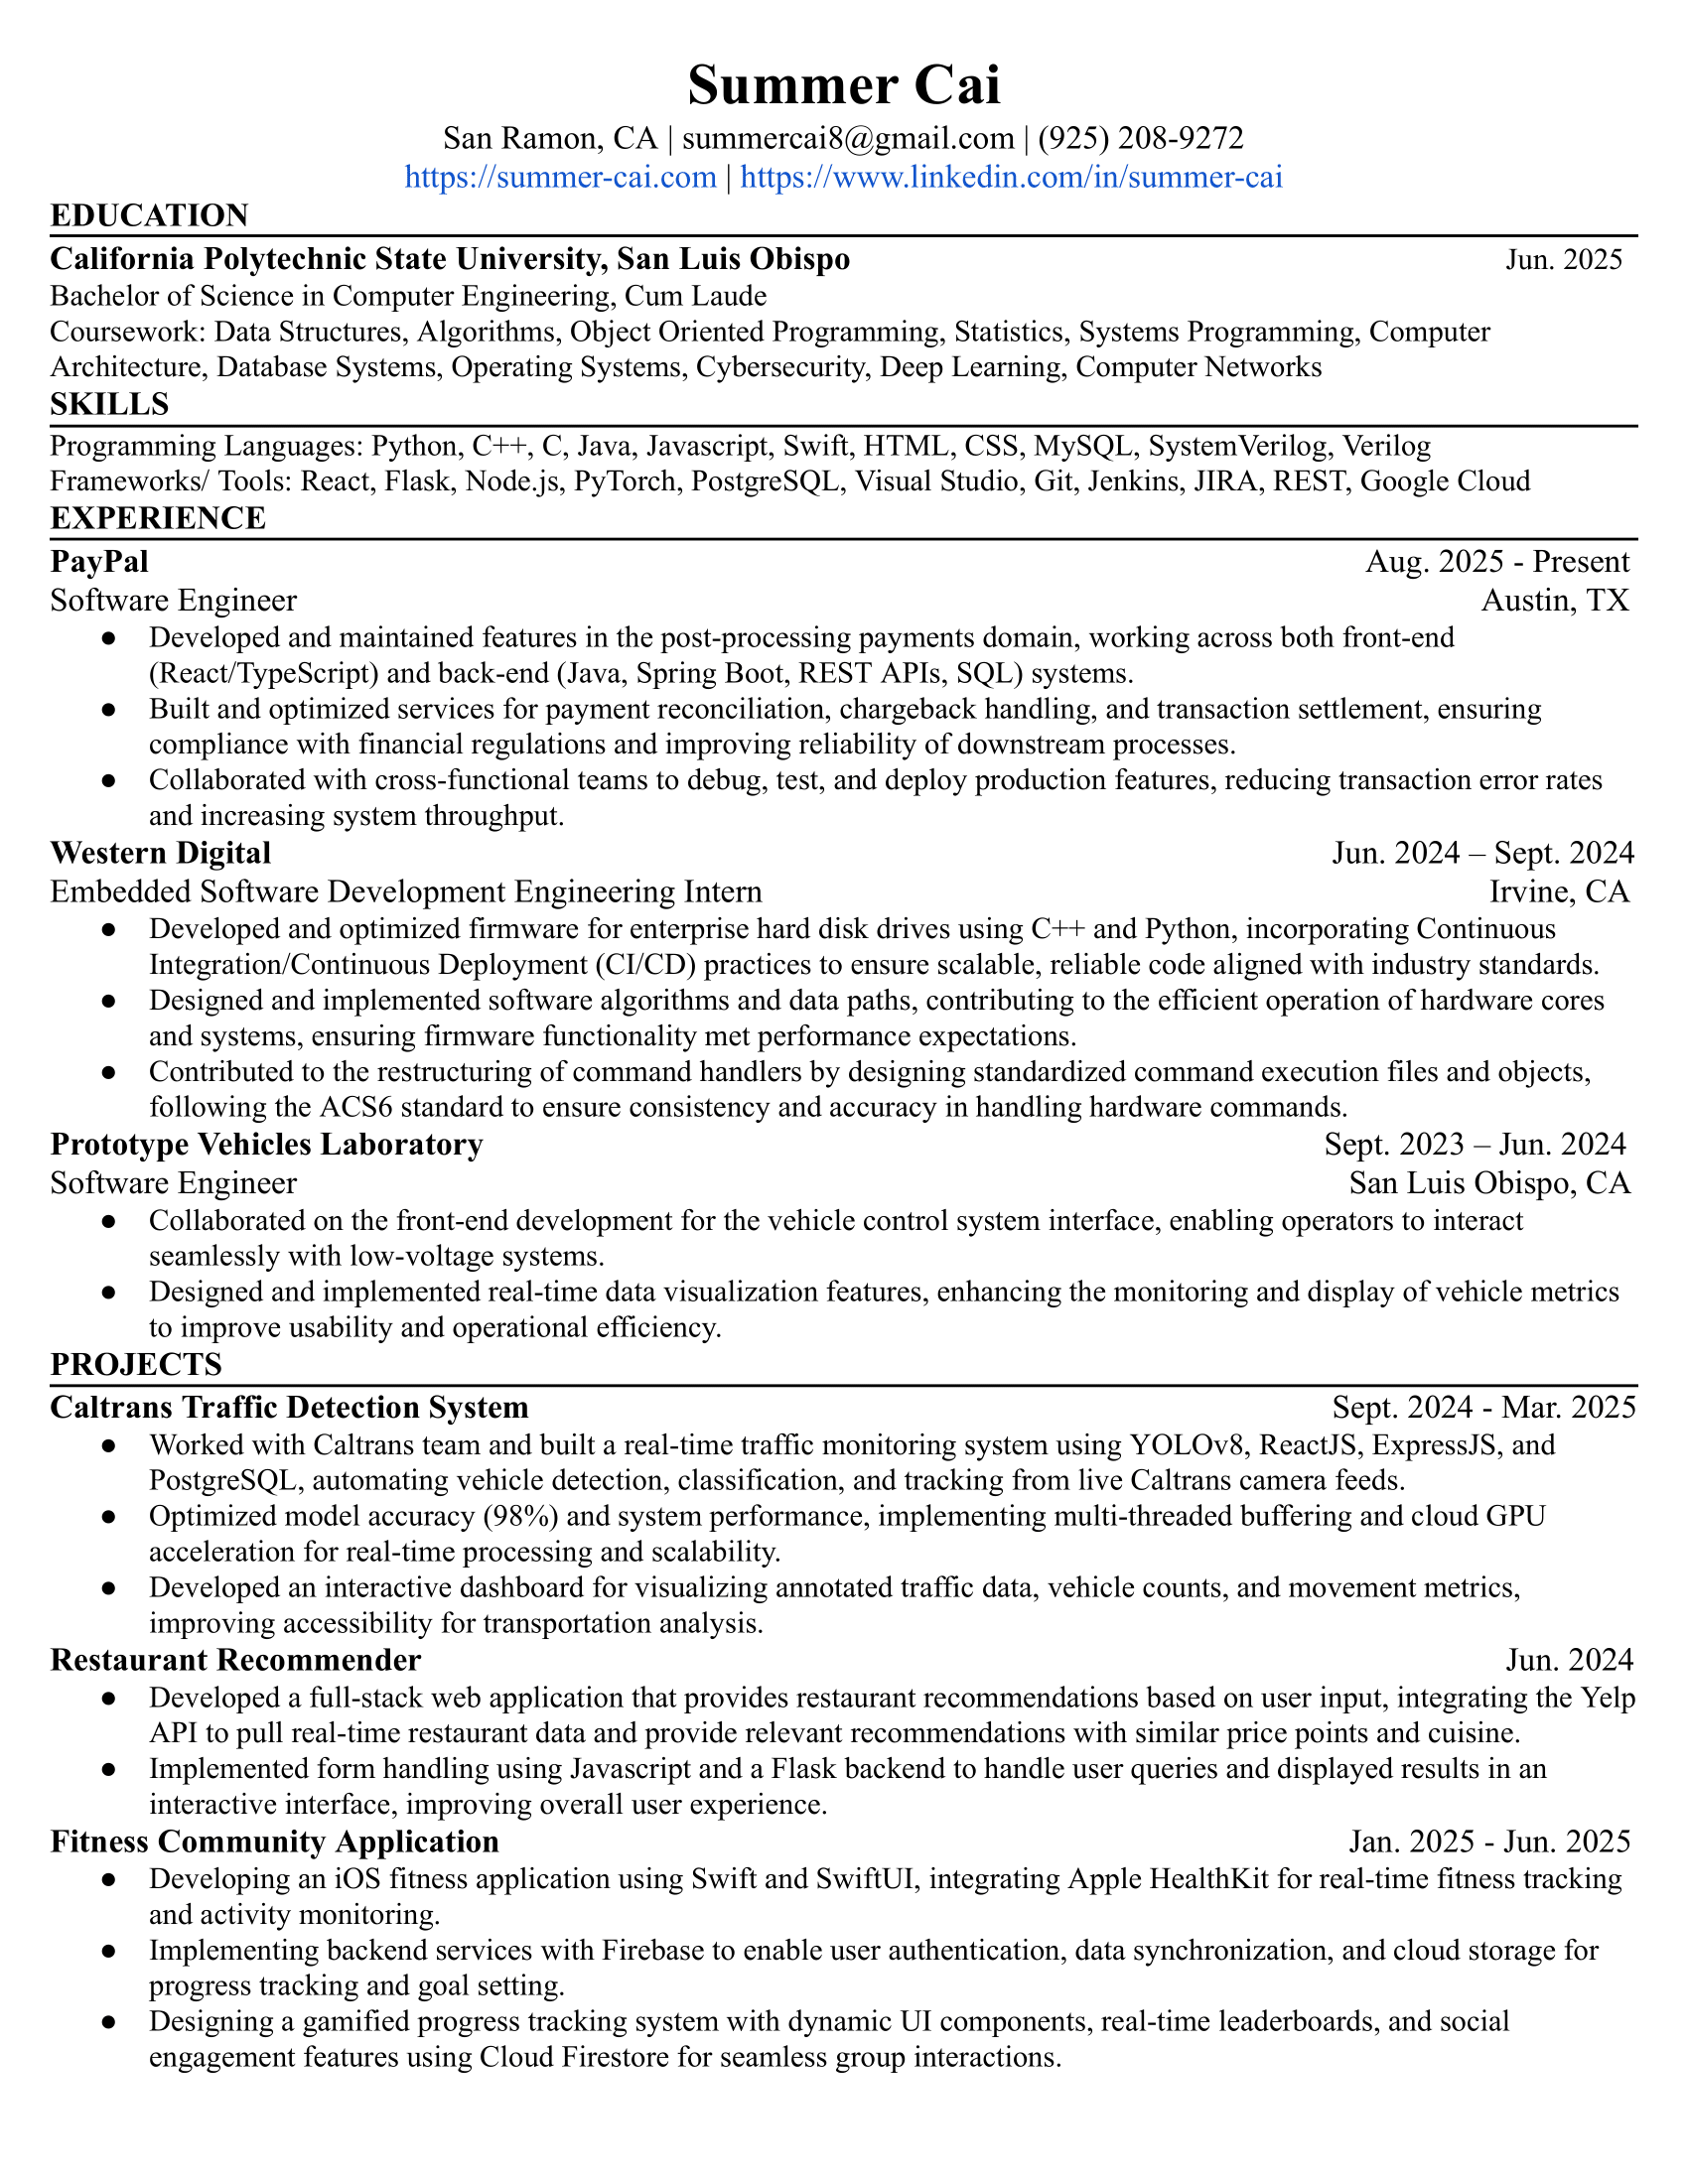 Summer Cai
San Ramon, CA | summercai8@gmail.com | (925) 208-9272
https://summer-cai.com | https://www.linkedin.com/in/summer-cai
EDUCATION
California Polytechnic State University, San Luis Obispo Jun. 2025
Bachelor of Science in Computer Engineering, Cum Laude
Coursework: Data Structures, Algorithms, Object Oriented Programming, Statistics, Systems Programming, Computer
Architecture, Database Systems, Operating Systems, Cybersecurity, Deep Learning, Computer Networks
SKILLS
Programming Languages: Python, C++, C, Java, Javascript, Swift, HTML, CSS, MySQL, SystemVerilog, Verilog
Frameworks/ Tools: React, Flask, Node.js, PyTorch, PostgreSQL, Visual Studio, Git, Jenkins, JIRA, REST, Google Cloud
EXPERIENCE
PayPal Aug. 2025 - Present
Software Engineer Austin, TX
● Developed and maintained features in the post-processing payments domain, working across both front-end
(React/TypeScript) and back-end (Java, Spring Boot, REST APIs, SQL) systems.
● Built and optimized services for payment reconciliation, chargeback handling, and transaction settlement, ensuring
compliance with financial regulations and improving reliability of downstream processes.
● Collaborated with cross-functional teams to debug, test, and deploy production features, reducing transaction error rates
and increasing system throughput.
Western Digital Jun. 2024 – Sept. 2024
Embedded Software Development Engineering Intern Irvine, CA
● Developed and optimized firmware for enterprise hard disk drives using C++ and Python, incorporating Continuous
Integration/Continuous Deployment (CI/CD) practices to ensure scalable, reliable code aligned with industry standards.
● Designed and implemented software algorithms and data paths, contributing to the efficient operation of hardware cores
and systems, ensuring firmware functionality met performance expectations.
● Contributed to the restructuring of command handlers by designing standardized command execution files and objects,
following the ACS6 standard to ensure consistency and accuracy in handling hardware commands.
Prototype Vehicles Laboratory Sept. 2023 – Jun. 2024
Software Engineer San Luis Obispo, CA
● Collaborated on the front-end development for the vehicle control system interface, enabling operators to interact
seamlessly with low-voltage systems.
● Designed and implemented real-time data visualization features, enhancing the monitoring and display of vehicle metrics
to improve usability and operational efficiency.
PROJECTS
Caltrans Traffic Detection System Sept. 2024 - Mar. 2025
● Worked with Caltrans team and built a real-time traffic monitoring system using YOLOv8, ReactJS, ExpressJS, and
PostgreSQL, automating vehicle detection, classification, and tracking from live Caltrans camera feeds.
● Optimized model accuracy (98%) and system performance, implementing multi-threaded buffering and cloud GPU
acceleration for real-time processing and scalability.
● Developed an interactive dashboard for visualizing annotated traffic data, vehicle counts, and movement metrics,
improving accessibility for transportation analysis.
Restaurant Recommender Jun. 2024
● Developed a full-stack web application that provides restaurant recommendations based on user input, integrating the Yelp
API to pull real-time restaurant data and provide relevant recommendations with similar price points and cuisine.
● Implemented form handling using Javascript and a Flask backend to handle user queries and displayed results in an
interactive interface, improving overall user experience.
Fitness Community Application Jan. 2025 - Jun. 2025
● Developing an iOS fitness application using Swift and SwiftUI, integrating Apple HealthKit for real-time fitness tracking
and activity monitoring.
● Implementing backend services with Firebase to enable user authentication, data synchronization, and cloud storage for
progress tracking and goal setting.
● Designing a gamified progress tracking system with dynamic UI components, real-time leaderboards, and social
engagement features using Cloud Firestore for seamless group interactions.